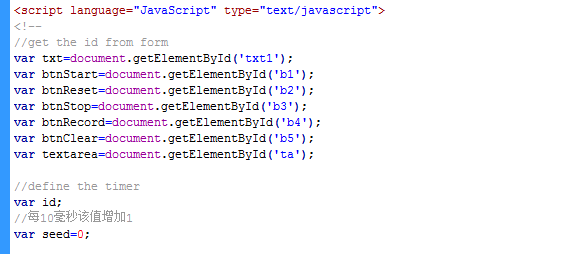 <script language="JavaScript" type="text/javascript">
<!--
//get the id from form
var txt=document.getElementById('txt1');
var btnStart=document.getElementById('b1');
var btnReset=document.getElementById('b2');
var btnStop=document.getElementById('b3');
var btnRecord=document.getElementById('b4');
var btnClear=document.getElementById('b5');
var textarea=document.getElementById('ta');
//define the timer
var id;
//每10毫秒该值增加1
var seed=0;